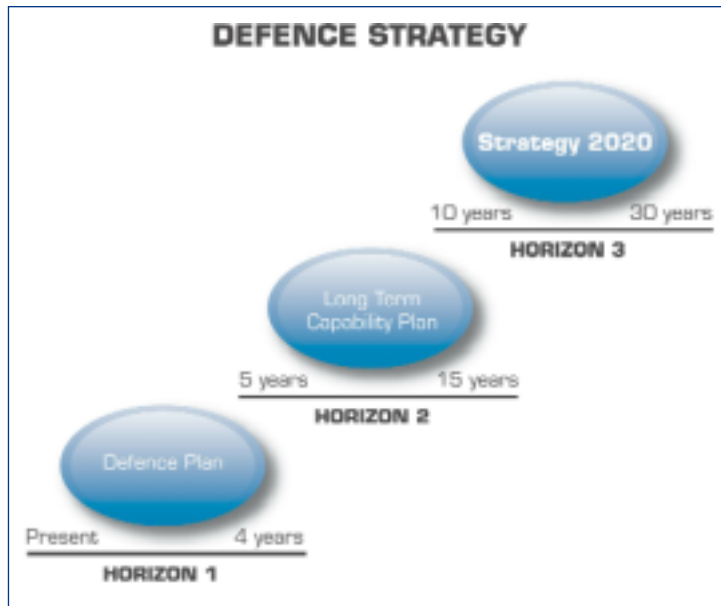 DEFENCE STRATEGY
Strategy 2020
10 years 30 years
HORIZON 3
Long Term
Capability Plan
5 years 15 years
HORIZON 2
Defence Plan
Present 4 years
HORIZON 1